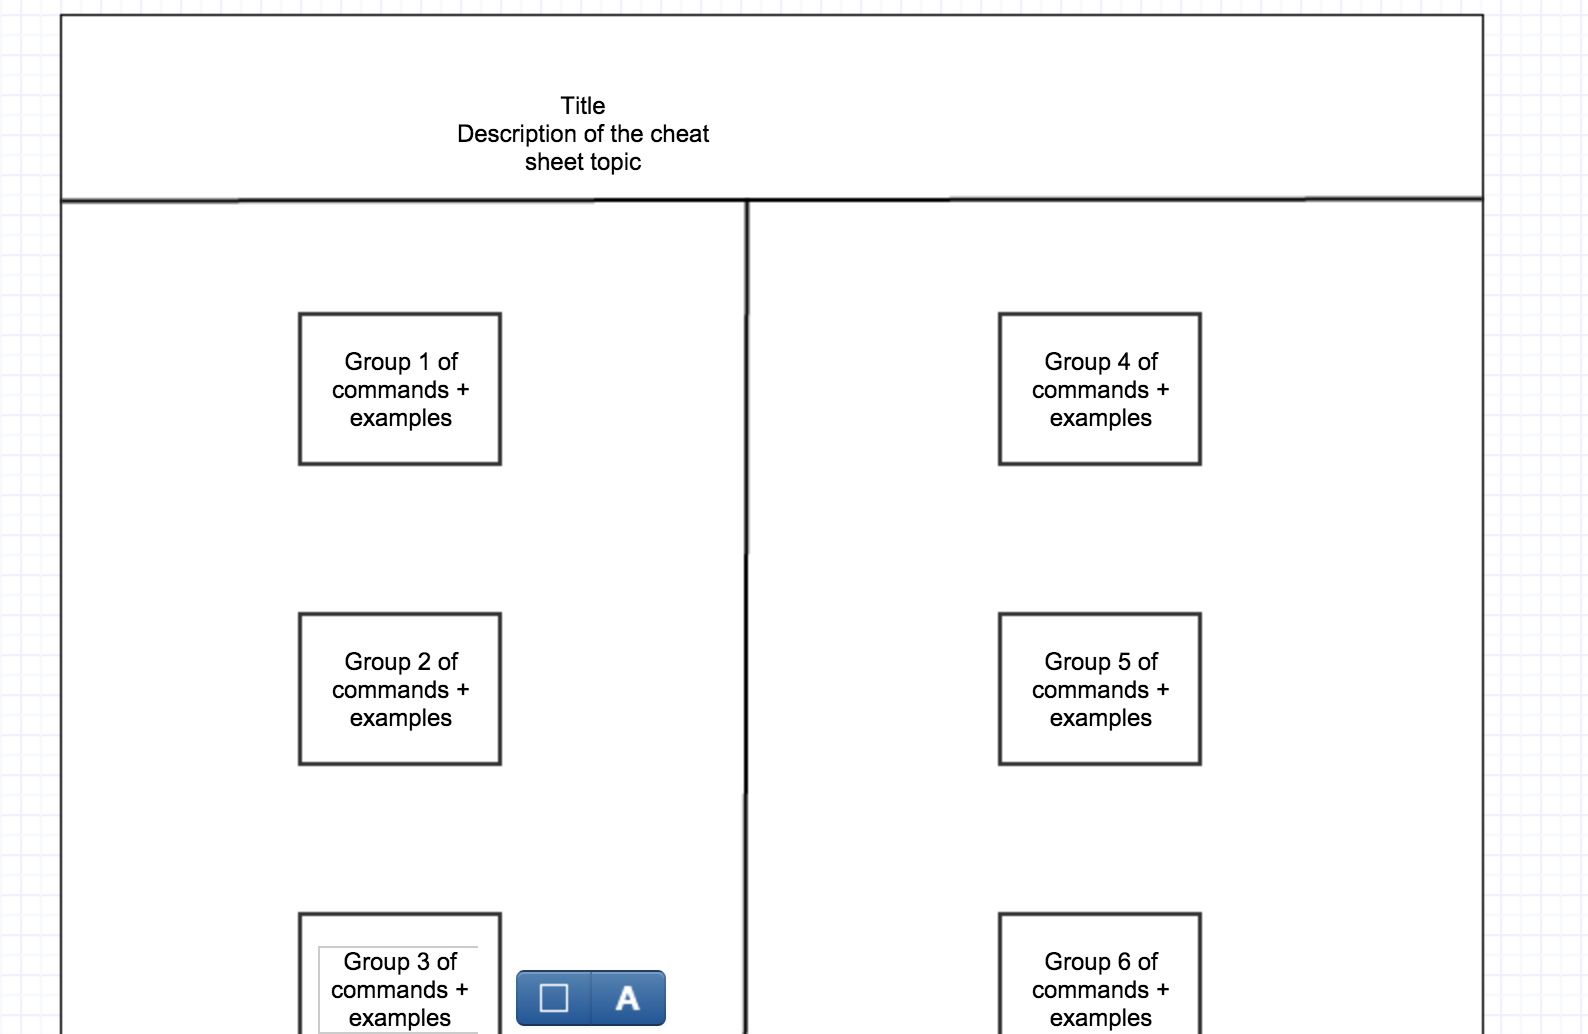 Title
Description of the cheat
sheet topic
Group 1 of
commands +
examples
Group 4 of
commands +
examples
Group 2 of
commands +
examples
Group 5 of
commands +
examples
Group 3 of
commands +
examples
A
Group 6 of
commands +
examples